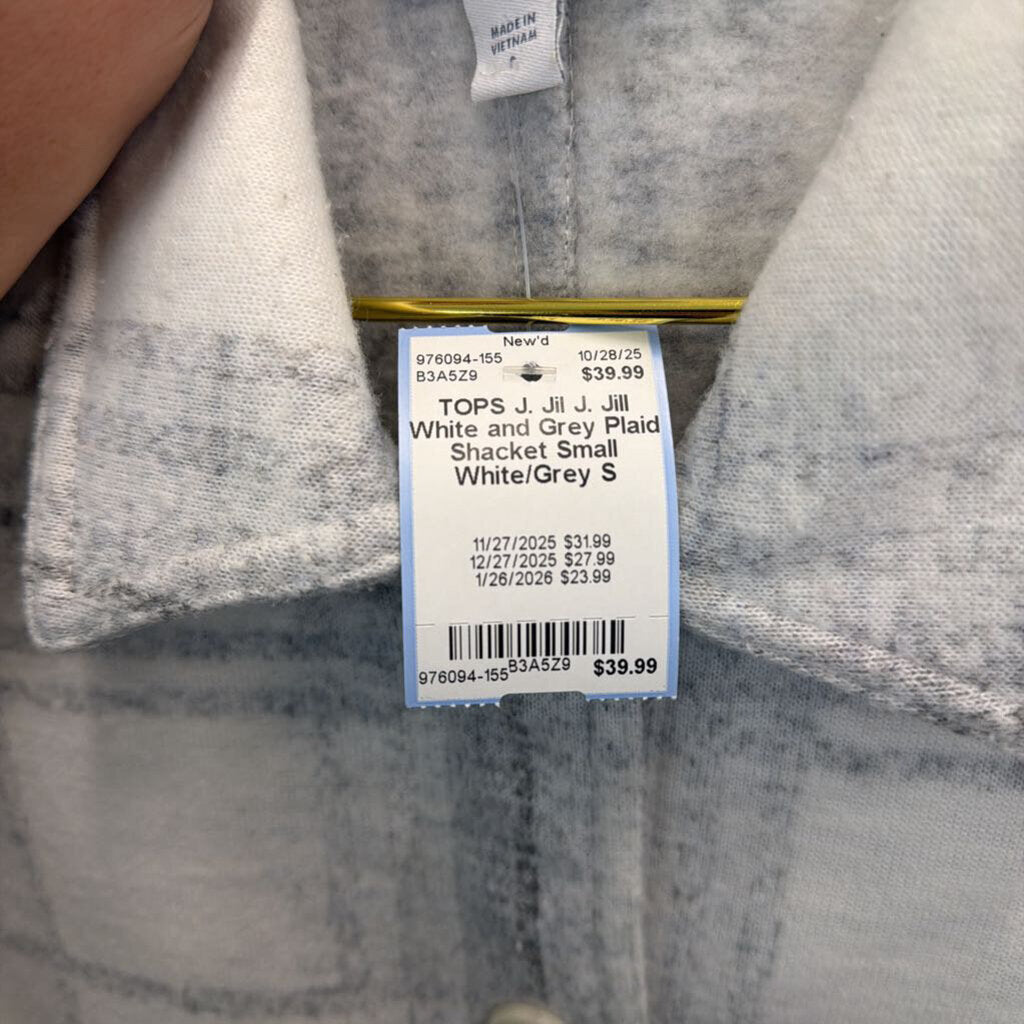 MADE IN
VIETNAM
New'd
976094-155 10/28/25
B3A5Z9 $39.99
TOPS J. Jil J. Jill
White and Grey Plaid
Shacket Small
White/Grey S
11/27/2025 $31.99
12/27/2025 $27.99
1/26/2026 $23.99
976094-155 B3A5Z9 $39.99